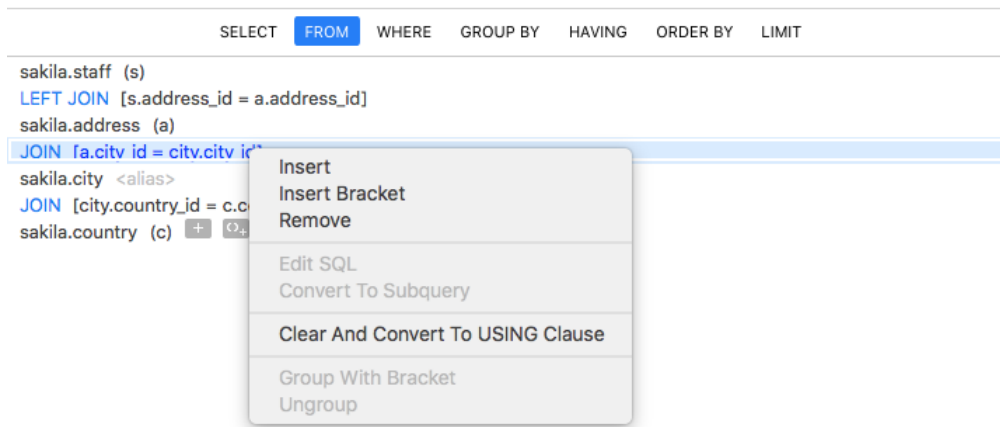 SELECT FROM WHERE GROUP BY HAVING ORDER BY LIMIT
sakila.staff (s)
LEFT JOIN [s.address_id = a.address_id]
sakila.address (a)
JOIN [a.city_id = city.city_id]
sakila.city <alias>
JOIN [city.country_id =
sakila.country (c) +
Insert
Insert Bracket
Remove
Edit SQL
Convert To Subquery
Clear And Convert To USING Clause
Group With Bracket
Ungroup